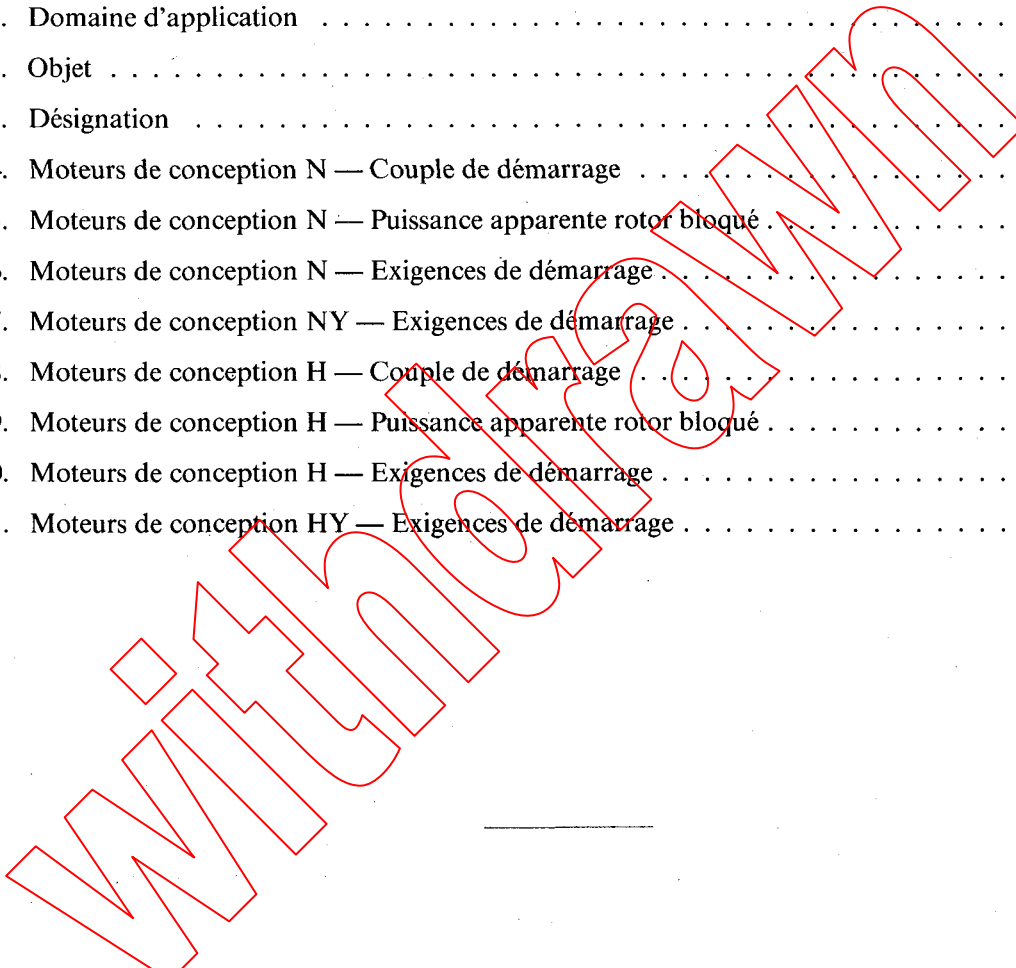 . Domaine d'application . . . . . . . . . . . . . . . . . . . . . . . . . . . . . . . . .
. Objet . . . . . . . . . . . . . . . . . . . . . . . . . . . . . . . . . . . . . . . . . . .
. Désignation . . . . . . . . . . . . . . . . . . . . . . . . . . . . . . . . . . . . . . .
. Moteurs de conception N — Couple de démarrage . . . . . . . . . . . . . . . . . .
. Moteurs de conception N — Puissance apparente rotor bloqué . . . . . . . . . . . .
. Moteurs de conception N — Exigences de démarrage . . . . . . . . . . . . . . . . .
. Moteurs de conception NY — Exigences de démarrage . . . . . . . . . . . . . . . .
. Moteurs de conception H — Couple de démarrage . . . . . . . . . . . . . . . . . .
. Moteurs de conception H — Puissance apparente rotor bloqué . . . . . . . . . . . .
. Moteurs de conception H — Exigences de démarrage . . . . . . . . . . . . . . . . .
. Moteurs de conception HY — Exigences de démarrage . . . . . . . . . . . . . . . .
withdrawn